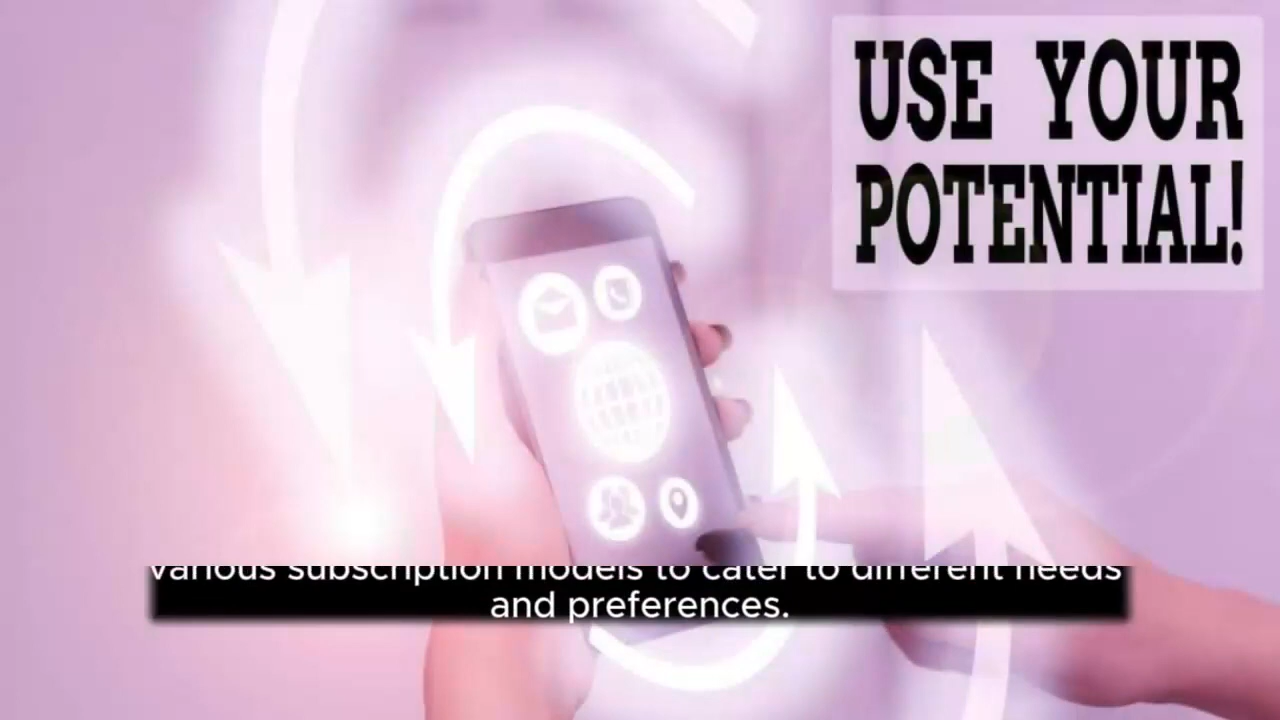 USE YOUR
POTENTIAL!
various subscription models to cater to different needs
and preferences.